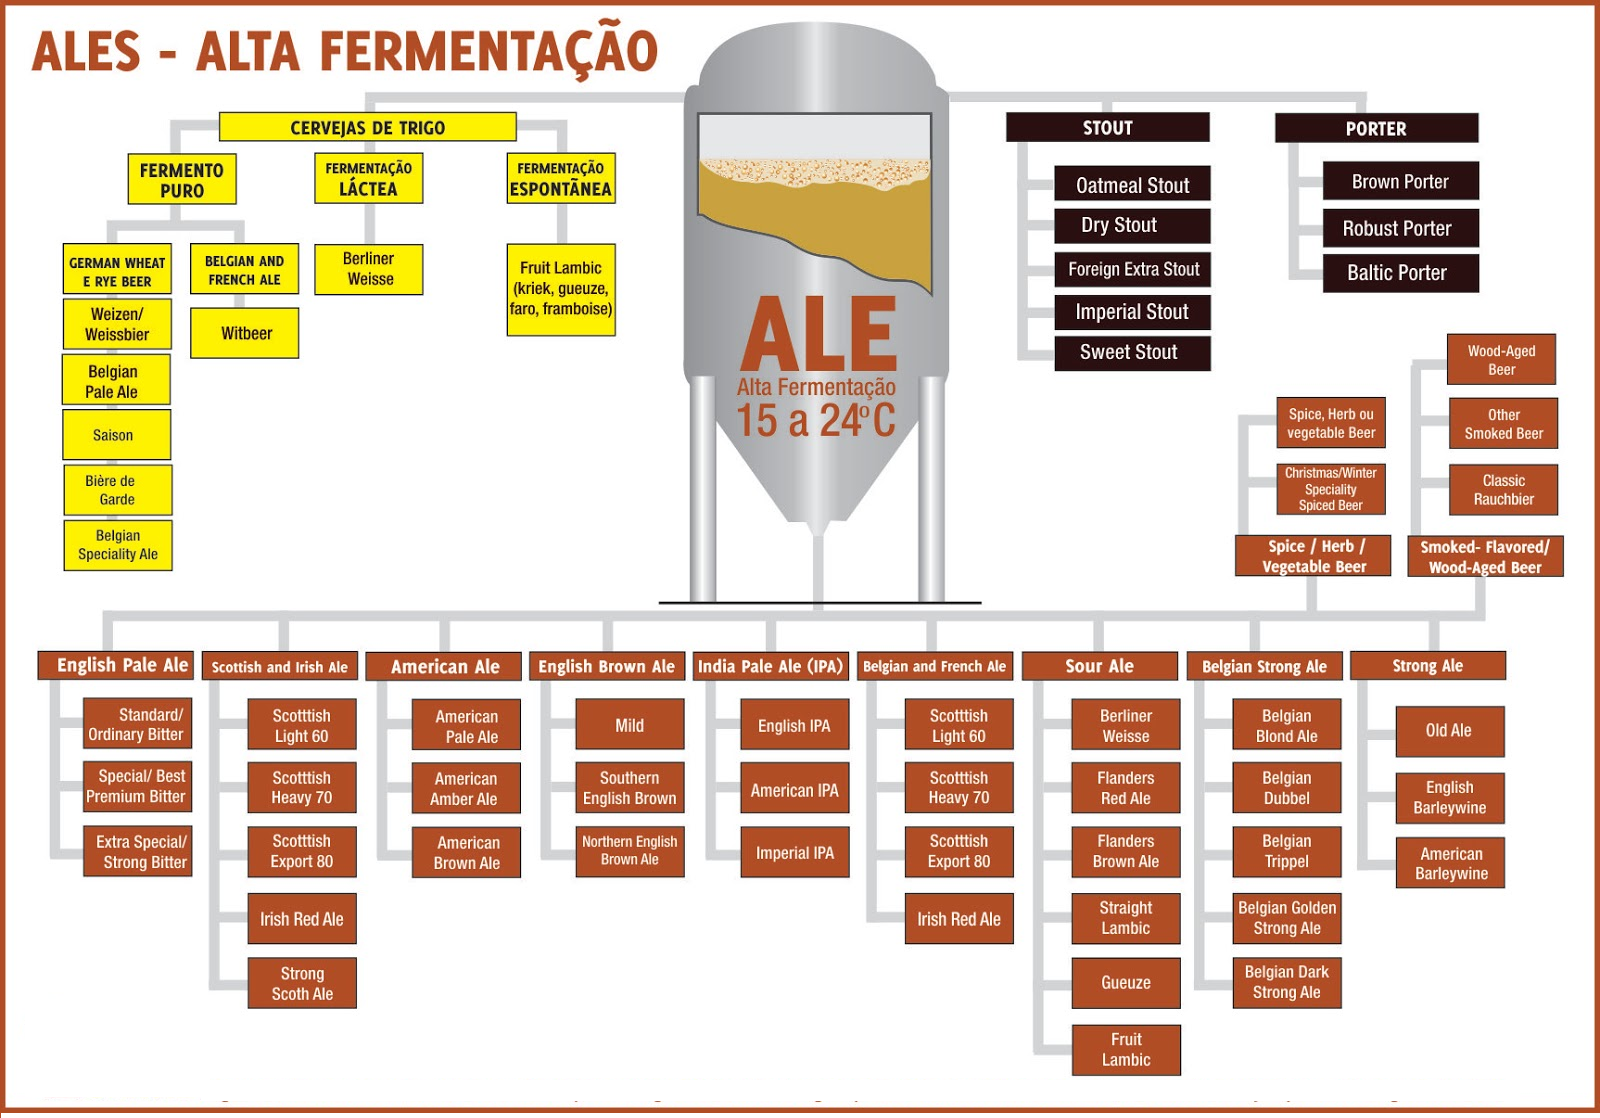 ALES - ALTA FERMENTAÇÃO
CERVEJAS DE TRIGO
FERMENTO
PURO
FERMENTAÇÃO
LÁCTEA
FERMENTAÇÃO
ESPONTÃNEA
GERMAN WHEAT
E RYE BEER
BELGIAN AND
FRENCH ALE
Berliner
Weisse
Fruit Lambic
(kriek, gueuze,
faro, framboise)
Weizen/
Weissbier
Witbeer
Belgian
Pale Ale
Saison
Bière de
Garde
Belgian
Speciality Ale
ALE
Alta Fermentação
15 a 24ºC
STOUT
Oatmeal Stout
Dry Stout
Foreign Extra Stout
Imperial Stout
Sweet Stout
PORTER
Brown Porter
Robust Porter
Baltic Porter
Spice, Herb ou
vegetable Beer
Christmas/Winter
Speciality
Spiced Beer
Spice / Herb /
Vegetable Beer
Wood-Aged
Beer
Other
Smoked Beer
Classic
Rauchbier
Smoked- Flavored/
Wood-Aged Beer
English Pale Ale
Standard/
Ordinary Bitter
Special/ Best
Premium Bitter
Extra Special/
Strong Bitter
Scottish and Irish Ale
Scotttish
Light 60
Scotttish
Heavy 70
Scotttish
Export 80
Irish Red Ale
Strong
Scoth Ale
American Ale
American
Pale Ale
American
Amber Ale
American
Brown Ale
English Brown Ale
Mild
Southern
English Brown
Northern English
Brown Ale
India Pale Ale (IPA)
English IPA
American IPA
Imperial IPA
Belgian and French Ale
Scotttish
Light 60
Scotttish
Heavy 70
Scotttish
Export 80
Irish Red Ale
Sour Ale
Berliner
Weisse
Flanders
Red Ale
Flanders
Brown Ale
Straight
Lambic
Gueuze
Fruit
Lambic
Belgian Strong Ale
Belgian
Blond Ale
Belgian
Dubbel
Belgian
Trippel
Belgian Golden
Strong Ale
Belgian Dark
Strong Ale
Strong Ale
Old Ale
English
Barleywine
American
Barleywine